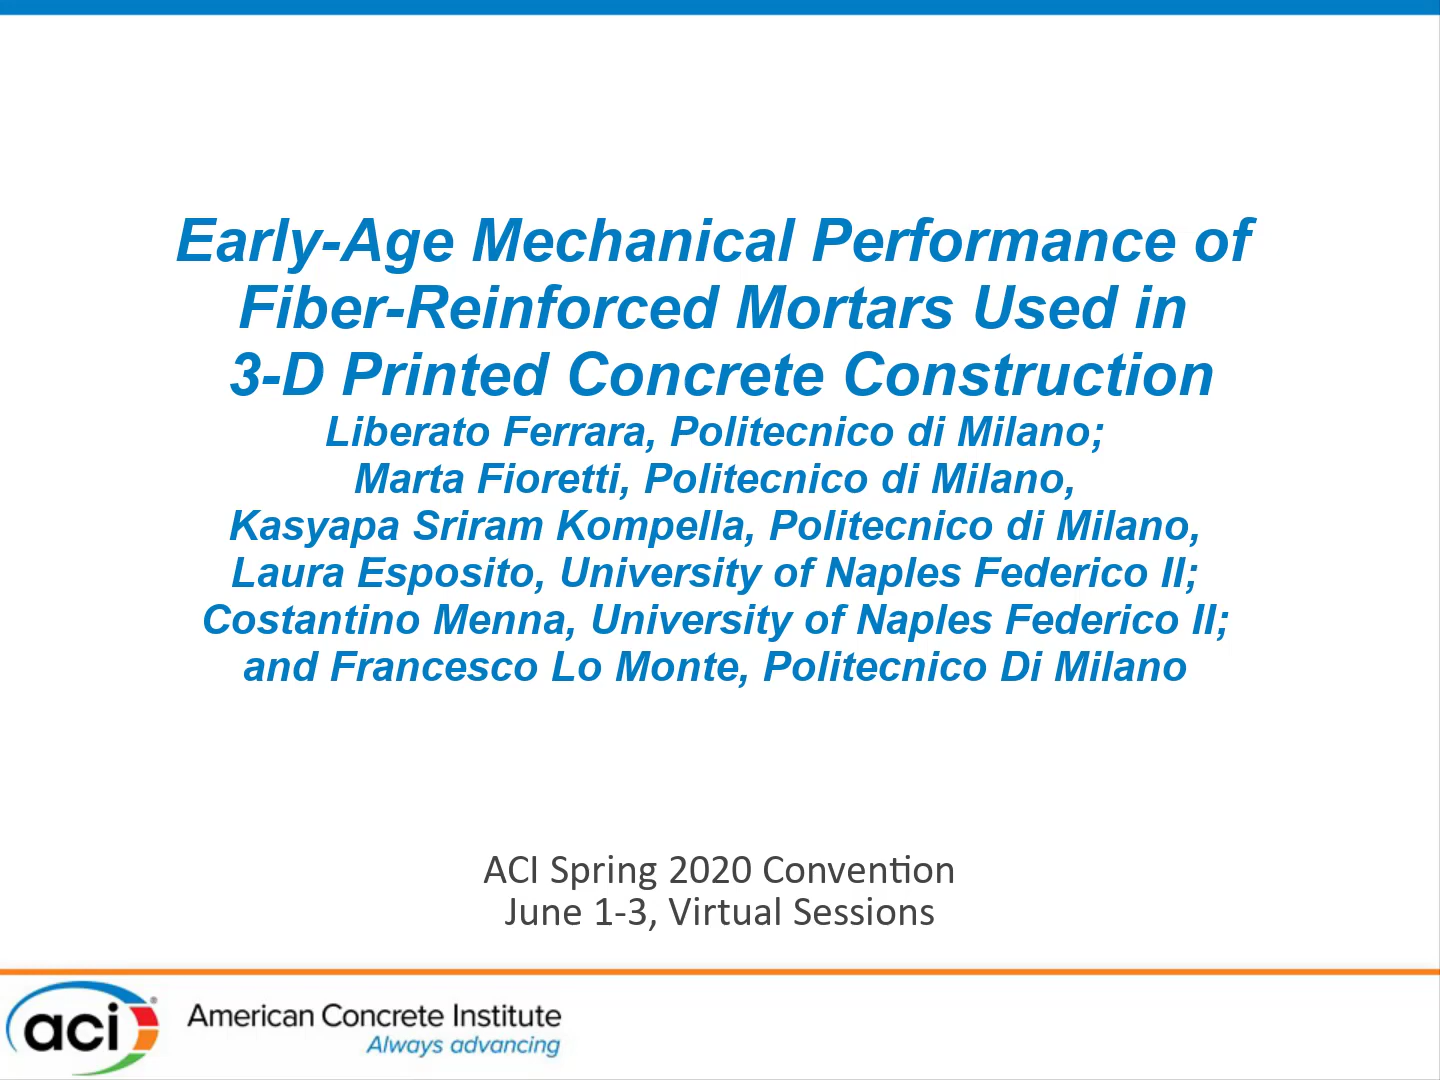 Early-Age Mechanical Performance of
Fiber-Reinforced Mortars Used in
3-D Printed Concrete Construction
Liberato Ferrara, Politecnico di Milano;
Marta Fioretti, Politecnico di Milano,
Kasyapa Sriram Kompella, Politecnico di Milano,
Laura Esposito, University of Naples Federico II;
Costantino Menna, University of Naples Federico II;
and Francesco Lo Monte, Politecnico Di Milano
ACI Spring 2020 Convention
June 1-3, Virtual Sessions
aci®
American Concrete Institute
Always advancing